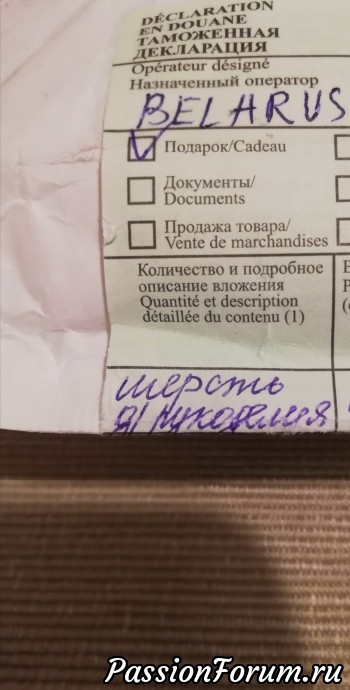 DÉCLARATION
EN DOUANE
ТАМОЖЕННАЯ
ДЕКЛАРАЦИЯ
Opérateur désigné
Назначенный оператор
BELARUS
Подарок/Cadeau
Документы/
Documents
Продажа товара/
Vente de marchandises
Количество и подробное
описание вложения
Quantité et description
détaillée du contenu (1)
шерсть
д/рукоделия
PassionForum.ru